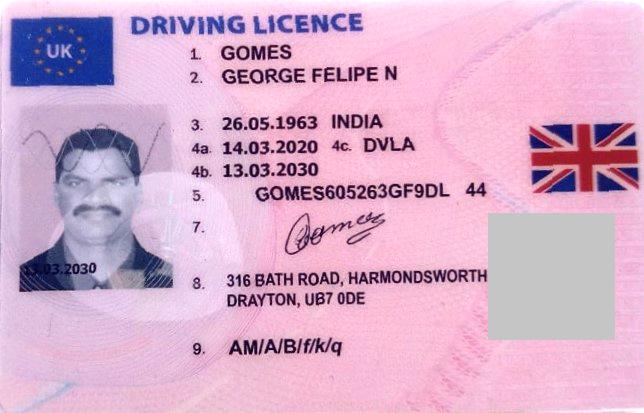 UK
DRIVING LICENCE
1. GOMES
2. GEORGE FELIPE N
3. 26.05.1963 INDIA
4a. 14.03.2020 4c. DVLA
4b. 13.03.2030
5. GOMES605263GF9DL 44
7. Gomes
13.03.2030
8. 316 BATH ROAD, HARMONDSWORTH
DRAYTON, UB7 0DE
9. AM/A/B/f/k/q